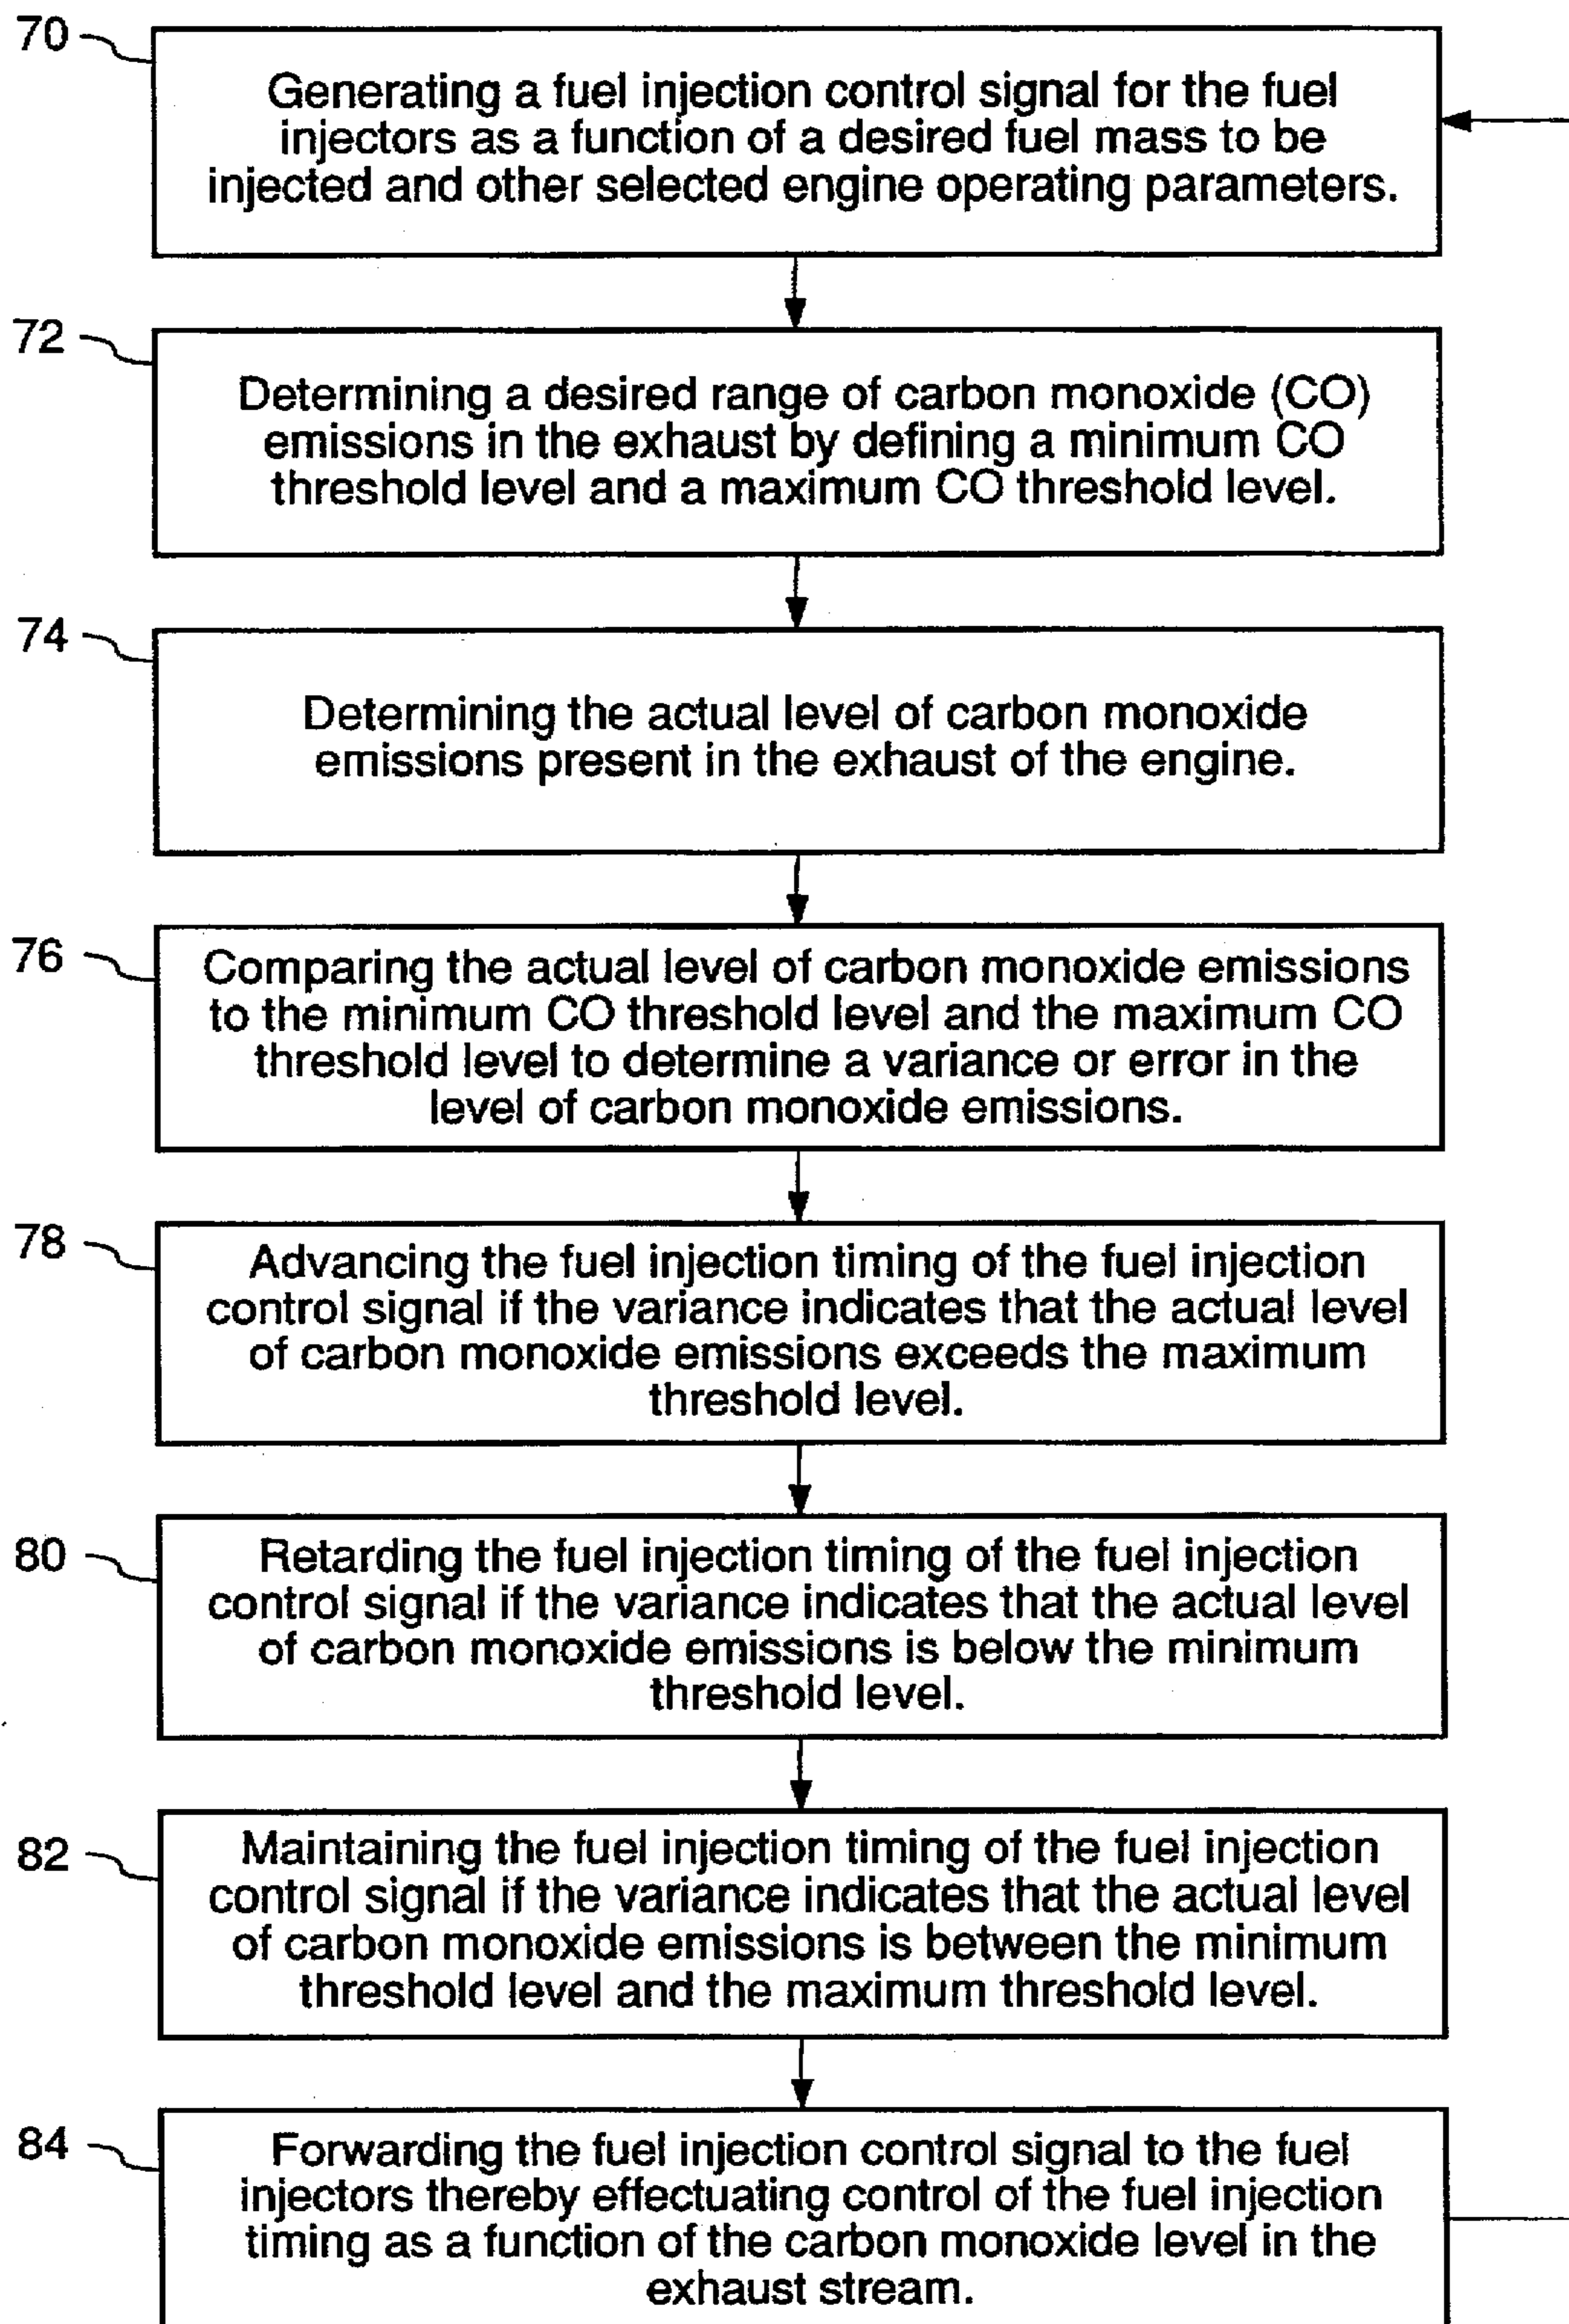 70
Generating a fuel injection control signal for the fuel
injectors as a function of a desired fuel mass to be
injected and other selected engine operating parameters.
72
Determining a desired range of carbon monoxide (CO)
emissions in the exhaust by defining a minimum CO
threshold level and a maximum CO threshold level.
74
Determining the actual level of carbon monoxide
emissions present in the exhaust of the engine.
76
Comparing the actual level of carbon monoxide emissions
to the minimum CO threshold level and the maximum CO
threshold level to determine a variance or error in the
level of carbon monoxide emissions.
78
Advancing the fuel injection timing of the fuel injection
control signal if the variance indicates that the actual level
of carbon monoxide emissions exceeds the maximum
threshold level.
80
Retarding the fuel injection timing of the fuel injection
control signal if the variance indicates that the actual level
of carbon monoxide emissions is below the minimum
threshold level.
82
Maintaining the fuel injection timing of the fuel injection
control signal if the variance indicates that the actual level
of carbon monoxide emissions is between the minimum
threshold level and the maximum threshold level.
84
Forwarding the fuel injection control signal to the fuel
injectors thereby effectuating control of the fuel injection
timing as a function of the carbon monoxide level in the
exhaust stream.